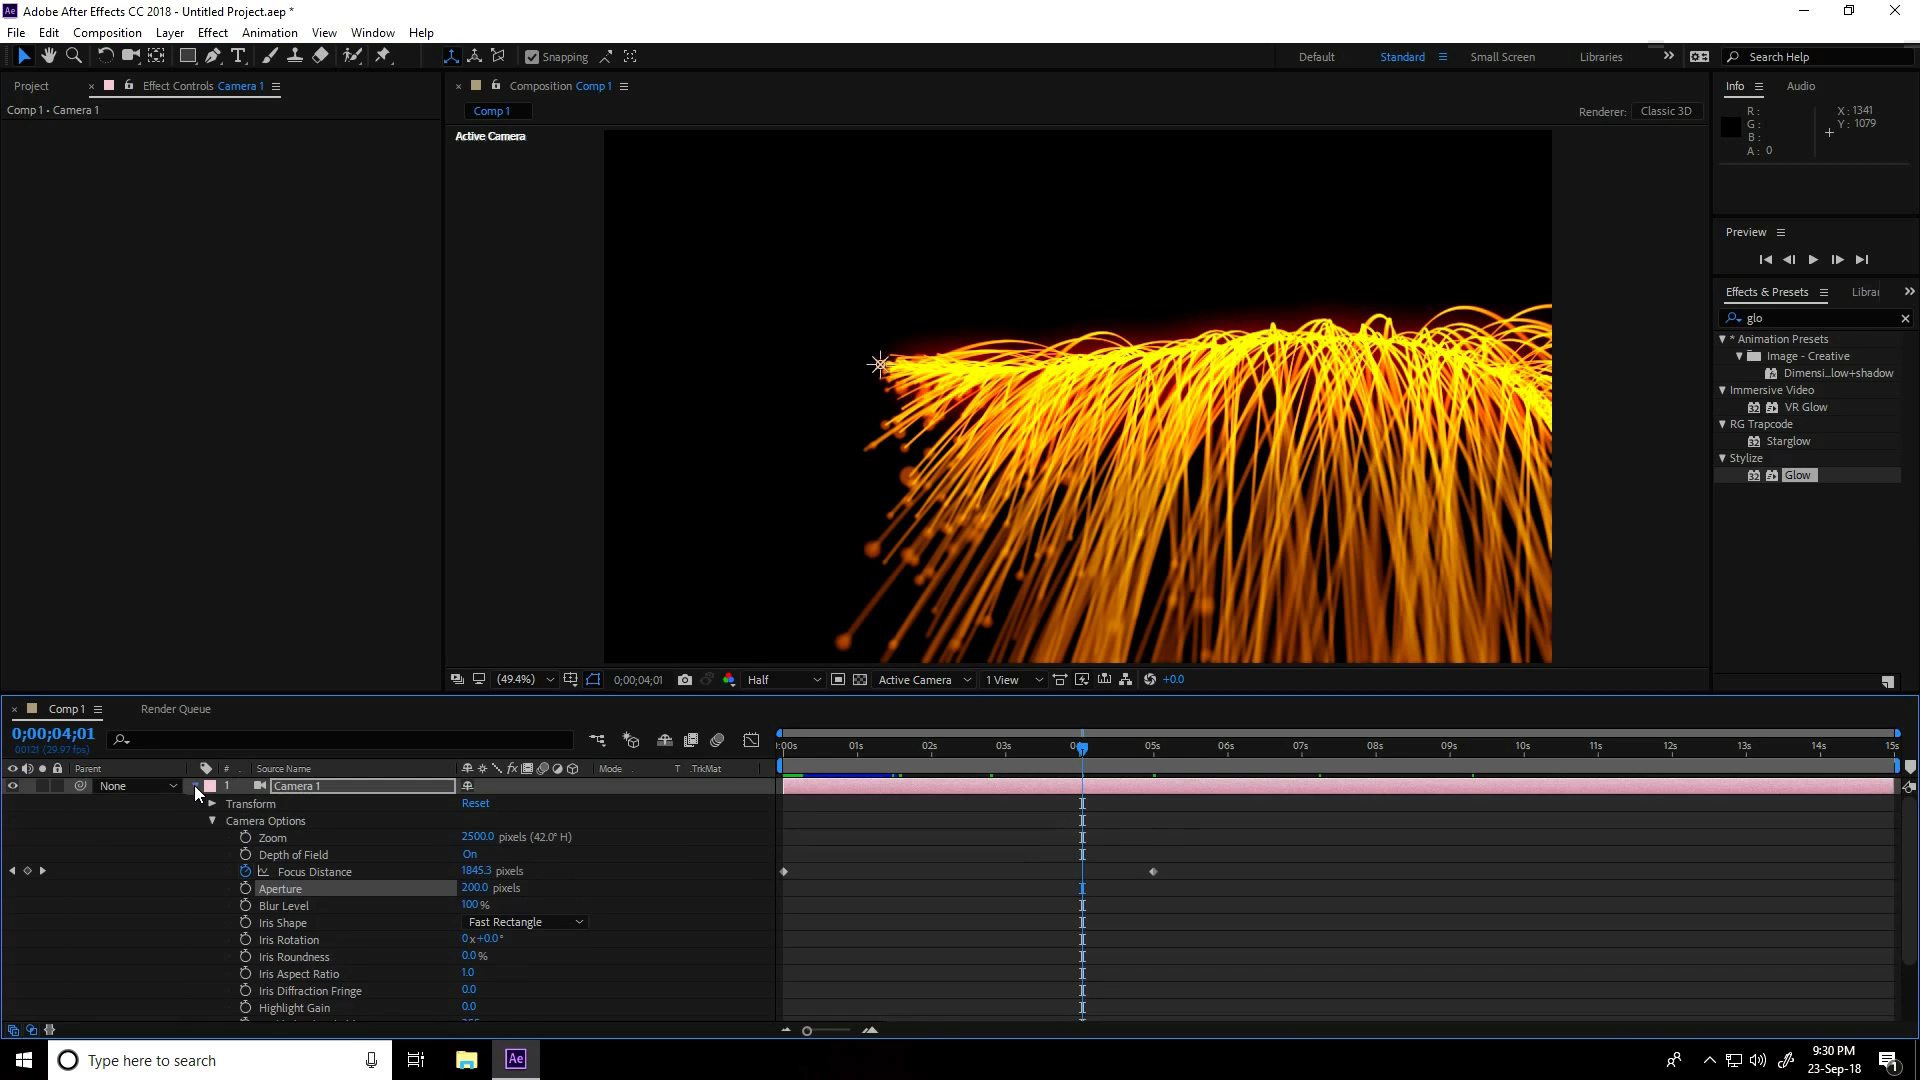 Ae Adobe After Effects CC 2018 - Untitled Project.aep *
File Edit Composition Layer Effect Animation View Window Help
T Snapping Default Standard Small Screen Libraries >> Search Help
Project × Effect Controls Camera 1
Comp 1 • Camera 1
× Composition Comp 1
Comp 1
Renderer: Classic 3D
Active Camera
Info Audio
R:
G:
B:
A: 0
X: 1341
Y: 1079
Preview
Effects & Presets Librar >>
glo ×
* Animation Presets
Image - Creative
Dimensi...low+shadow
Immersive Video
32 VR Glow
RG Trapcode
32 Starglow
Stylize
32 Glow
(49.4%) 0;00;04;01 Half Active Camera 1 View +0.0
× Comp 1 Render Queue
0;00;04;01
00121 (29.97 fps)
:00s 01s 02s 03s 05s 06s 07s 08s 09s 10s 11s 12s 13s 14s 15s
Parent # Source Name fx Mode T .TrkMat
None 1 Camera 1
Transform Reset
Camera Options
Zoom 2500.0 pixels (42.0° H)
Depth of Field On
Focus Distance 1845.3 pixels
Aperture 200.0 pixels
Blur Level 100 %
Iris Shape Fast Rectangle
Iris Rotation 0x+0.0°
Iris Roundness 0.0 %
Iris Aspect Ratio 1.0
Iris Diffraction Fringe 0.0
Highlight Gain 0.0
Type here to search Ae
9:30 PM
23-Sep-18
1